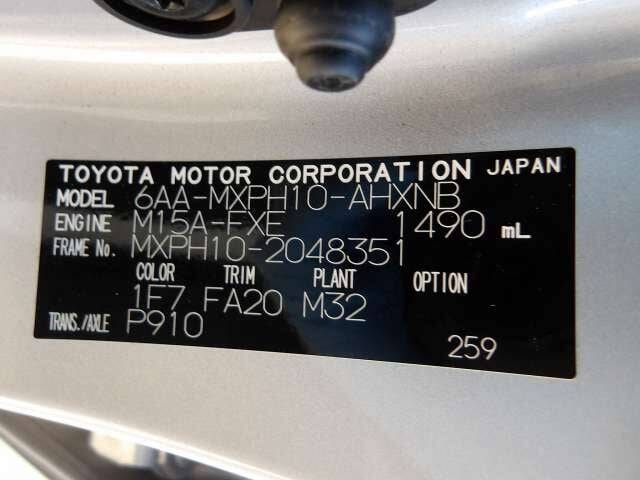 TOYOTA MOTOR CORPORATION JAPAN
MODEL 6AA-MXPH10-AHXNB
ENGINE M15A-FXE 1490 mL
FRAME No. MXPH10-2048351
COLOR TRIM PLANT OPTION
1F7 FA20 M32
TRANS./AXLE P910
259